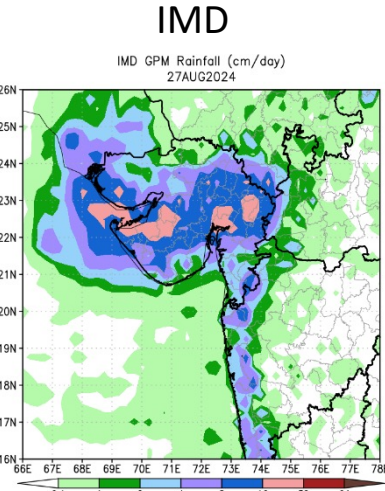 IMD
IMD GPM Rainfall (cm/day)
27AUG2024
26N
25N
24N
23N
22N
21N
20N
19N
18N
17N
16N
66E 67E 68E 69E 70E 71E 72E 73E 74E 75E 76E 77E 78E